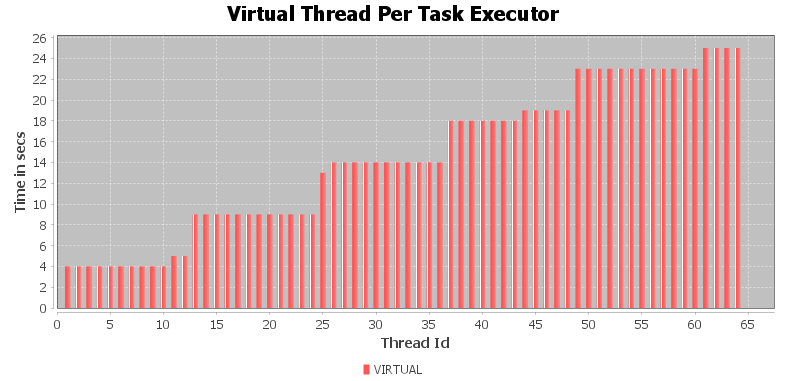 Virtual Thread Per Task Executor
Time in secs
26
24
22
20
18
16
14
12
10
8
6
4
2
0
0 5 10 15 20 25 30 35 40 45 50 55 60 65
Thread Id
VIRTUAL